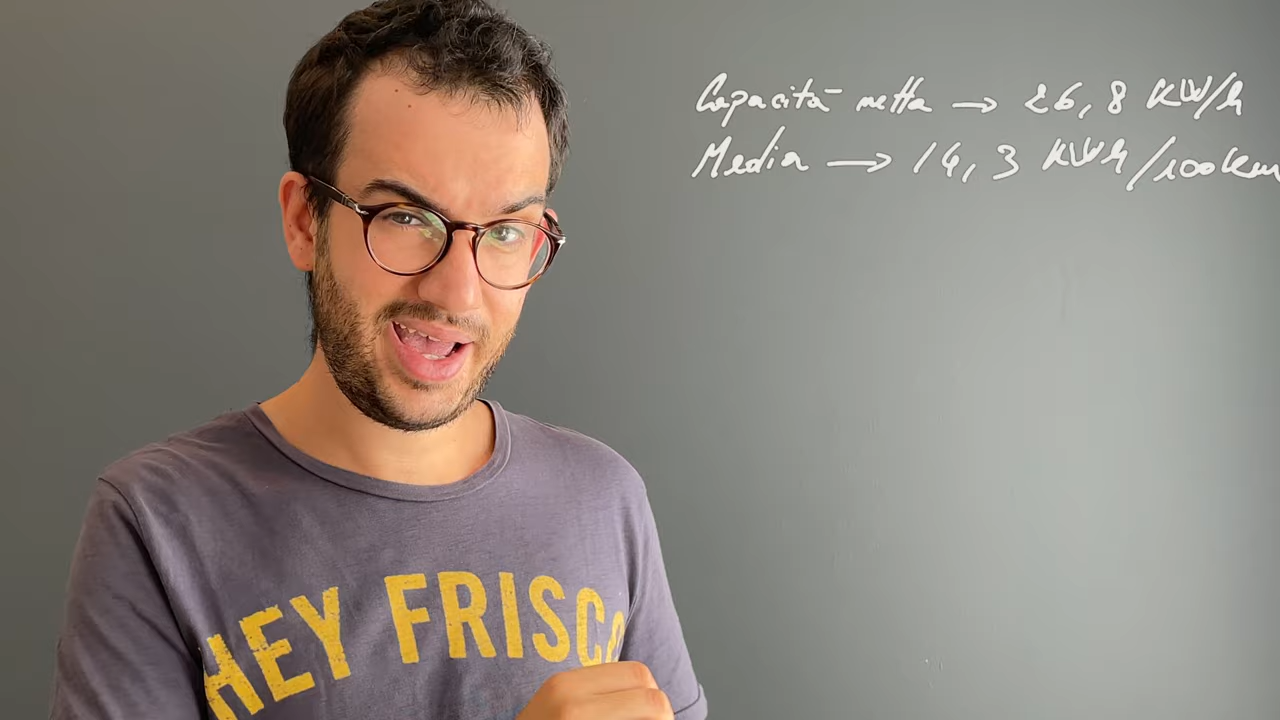 Capacità netta → 26,8 KW/h
Media → 14,3 KWh/100km
HEY FRISCO